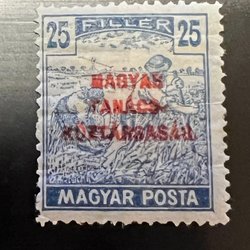 FILLÉR
25 25
MAGYAR
TANÁCS-
KÖZTÁRSASÁG
MAGYAR POSTA